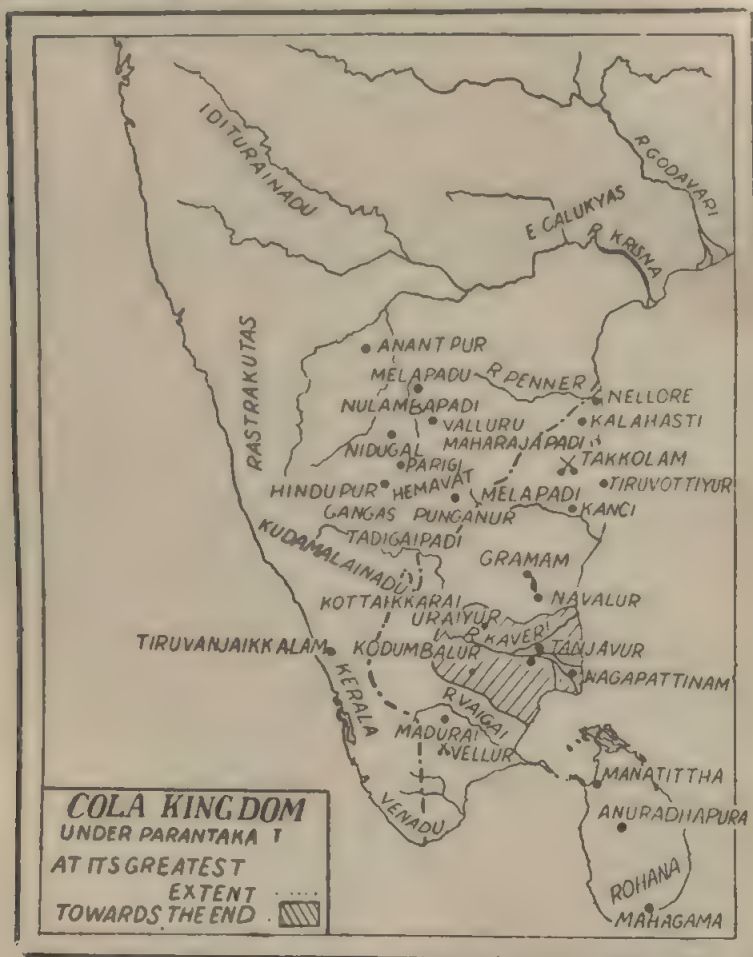 IDITURAINADU
R GODAVARI
E CALUKYAS
R KRISNA
RASTRAKUTAS
ANANTPUR
MELAPADU
R PENNER
NELLORE
NULAMBAPADI
VALLURU
KALAHASTI
MAHARAJAPADI
NIDUGAL
PARIGI
TAKKOLAM
HINDUPUR
HEMAVAT
MELAPADI
TIRUVOTTIYUR
GANGAS
PUNGANUR
KANCI
TADIGAIPADI
KUDAMALAINADU
GRAMAM
KOTTAIKKARAI
NAVALUR
URAIYUR
R KAVERI
TIRUVANJAIKKALAM
KODUMBALUR
TANJAVUR
KERALA
NAGAPATTINAM
R VAIGAI
MADURAI
VELLUR
MANATITTHA
VENADU
ANURADHAPURA
ROHANA
MAHAGAMA
COLA KINGDOM
UNDER PARANTAKA I
AT ITS GREATEST
EXTENT
TOWARDS THE END